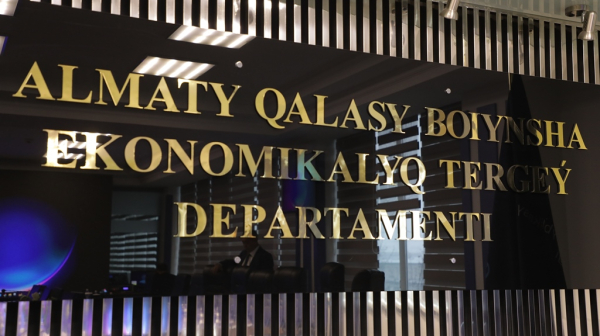 ALMATY QALASY BOIYNSHA
EKONOMIKALYQ TERGEÝ
DEPARTAMENTI